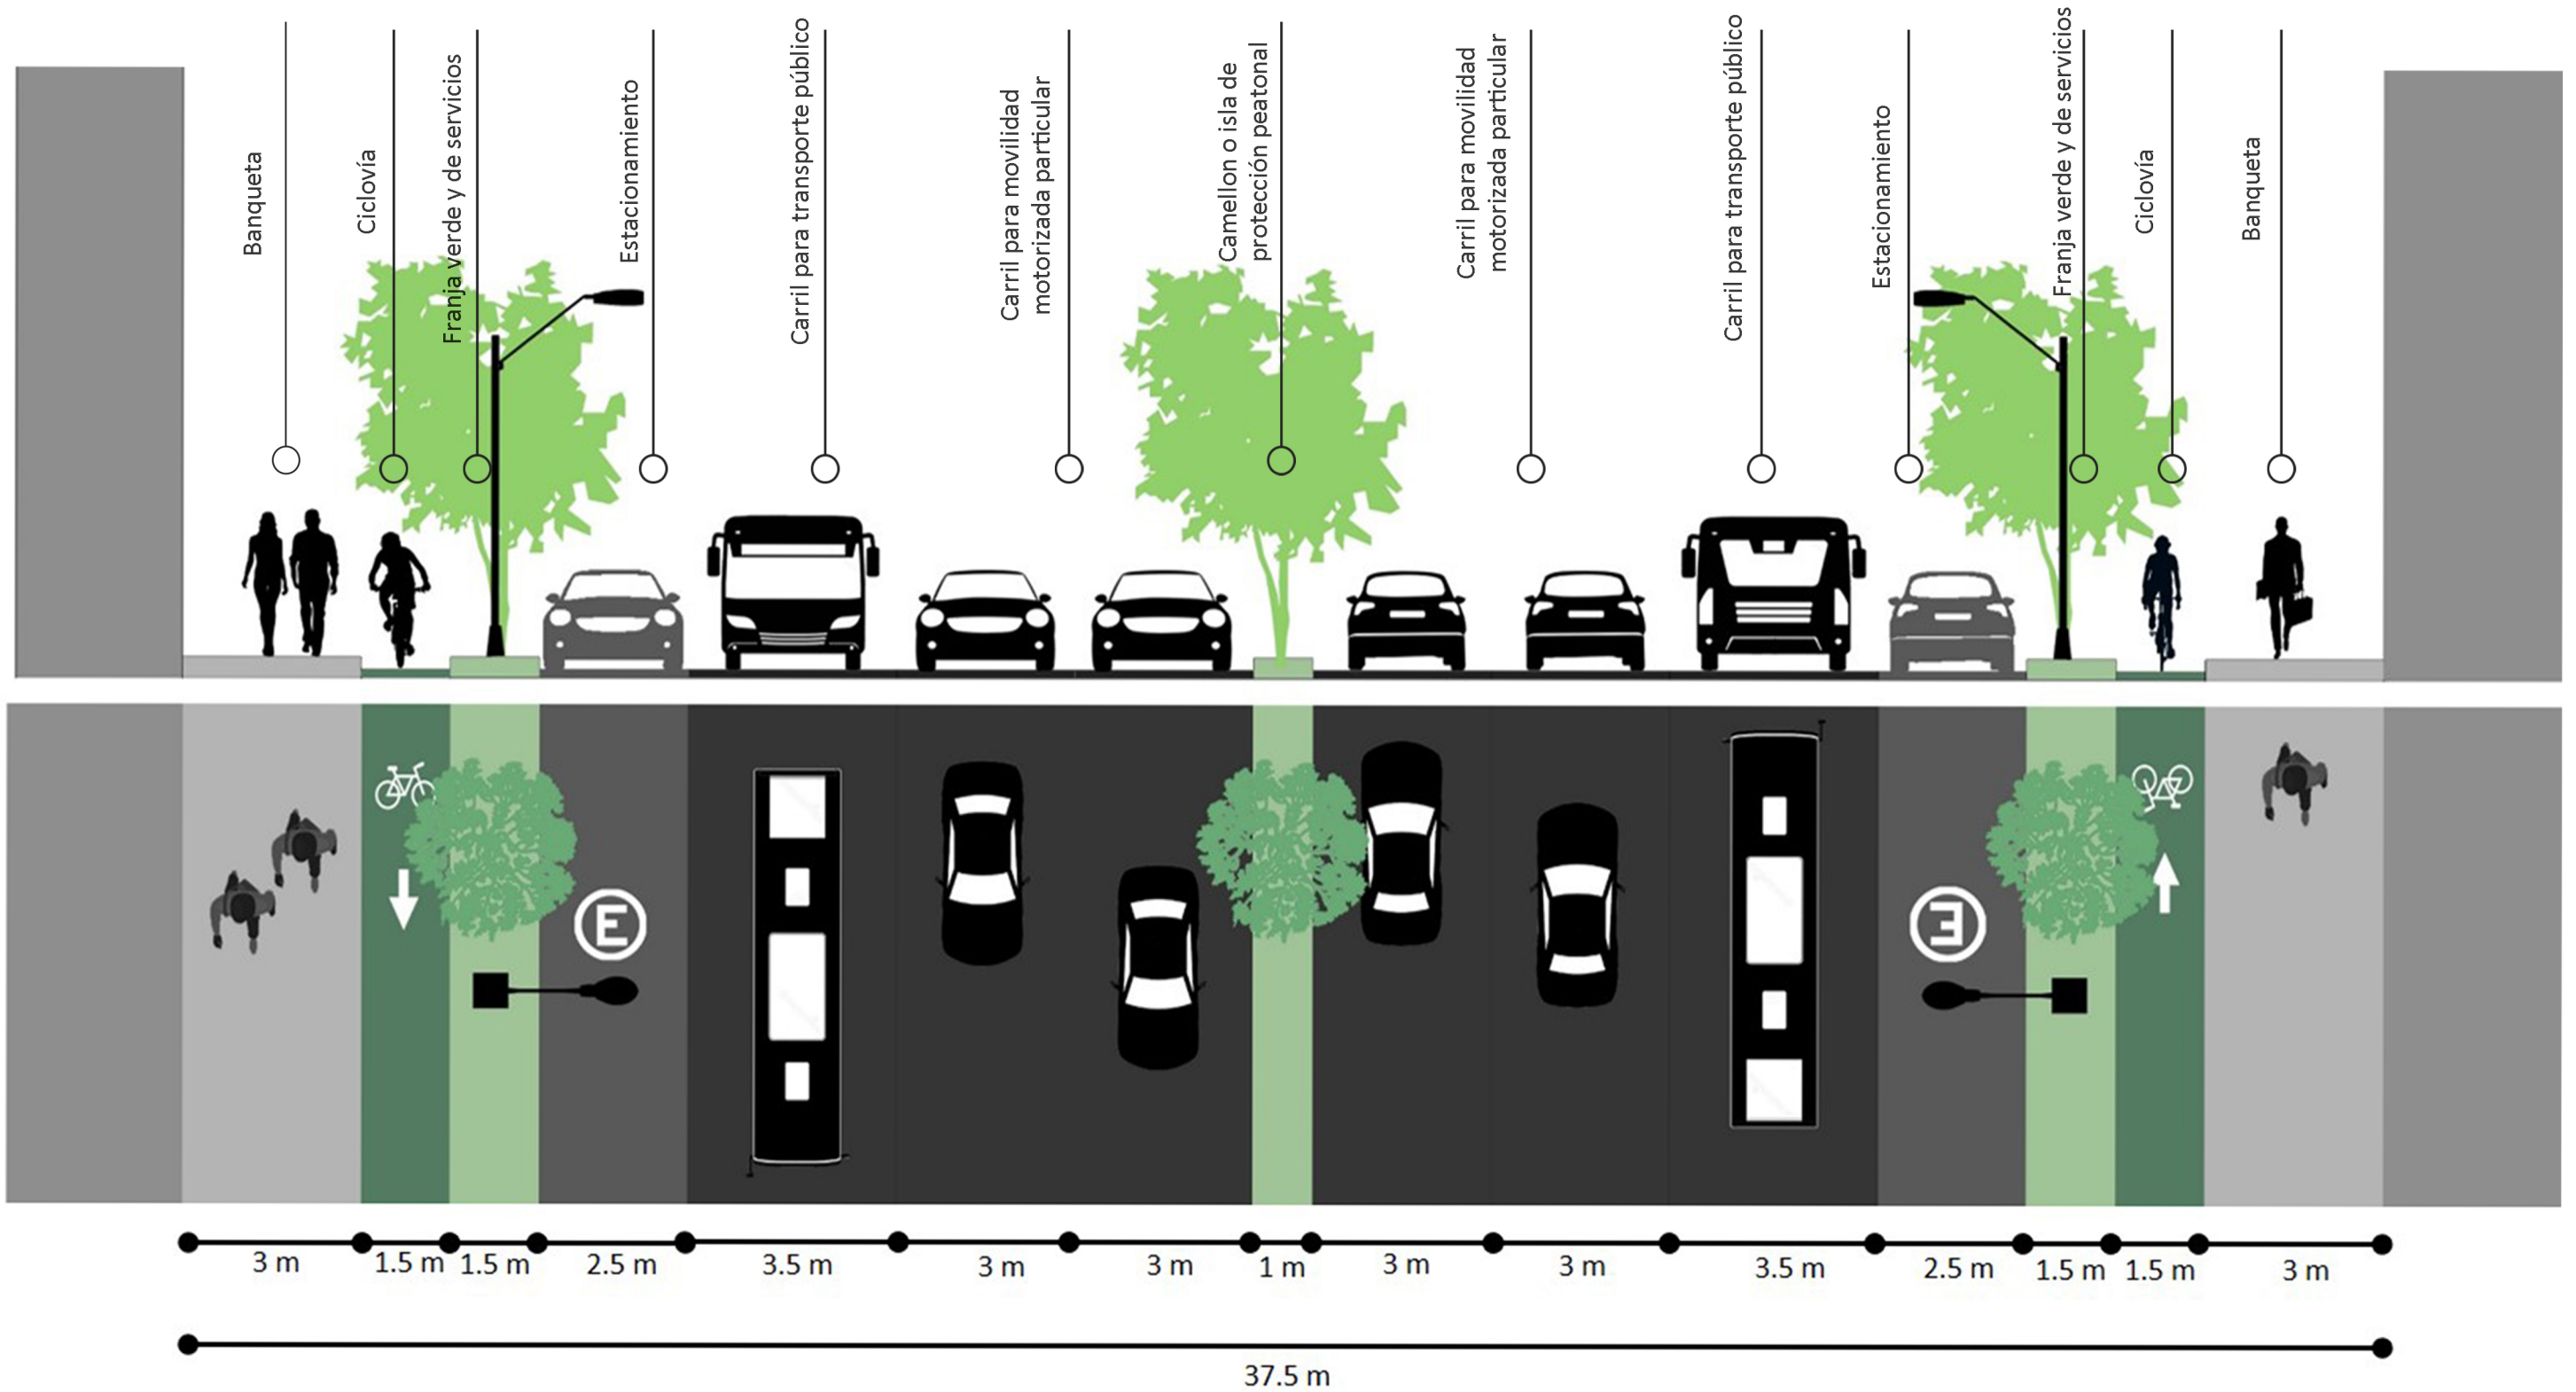 Banqueta
Ciclovía
Franja verde y de servicios
Estacionamiento
Carril para transporte público
Carril para movilidad
motorizada particular
Camellon o isla de
protección peatonal
Carril para movilidad
motorizada particular
Carril para transporte público
Estacionamiento
Franja verde y de servicios
Ciclovía
Banqueta
E
E
3 m
1.5 m
1.5 m
2.5 m
3.5 m
3 m
3 m
1 m
3 m
3 m
3.5 m
2.5 m
1.5 m
1.5 m
3 m
37.5 m